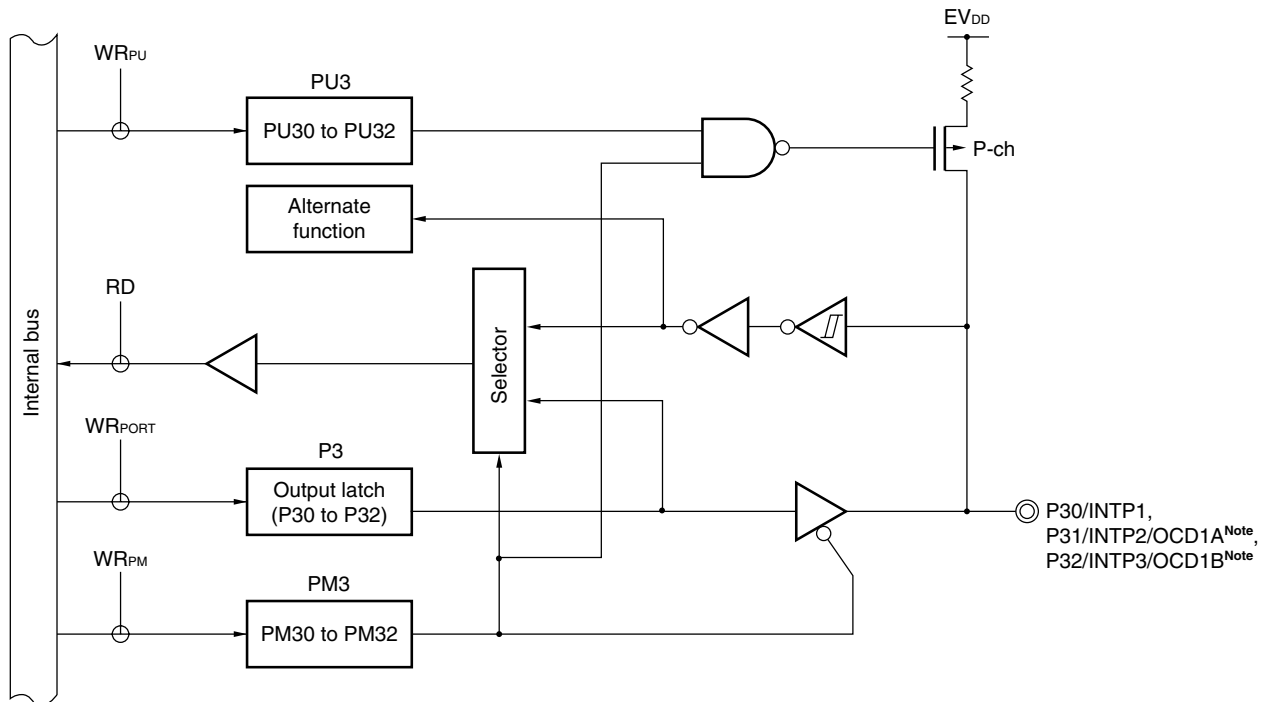 EVDD
WRPU
PU3
PU30 to PU32
P-ch
Alternate
function
RD
Internal bus
Selector
WRPORT
P3
Output latch
(P30 to P32)
P30/INTP1,
P31/INTP2/OCD1ANote,
P32/INTP3/OCD1BNote
WRPM
PM3
PM30 to PM32